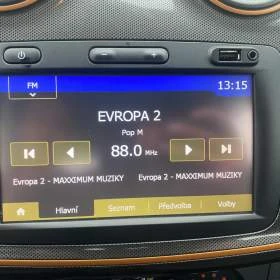 FM
13:15
EVROPA 2
Pop M
88.0 MHz
Evropa 2 - MAXXIMUM MUZIKY Evropa 2 - MAXXIMUM MUZIKY
Hlavní Seznam Předvolba Volby